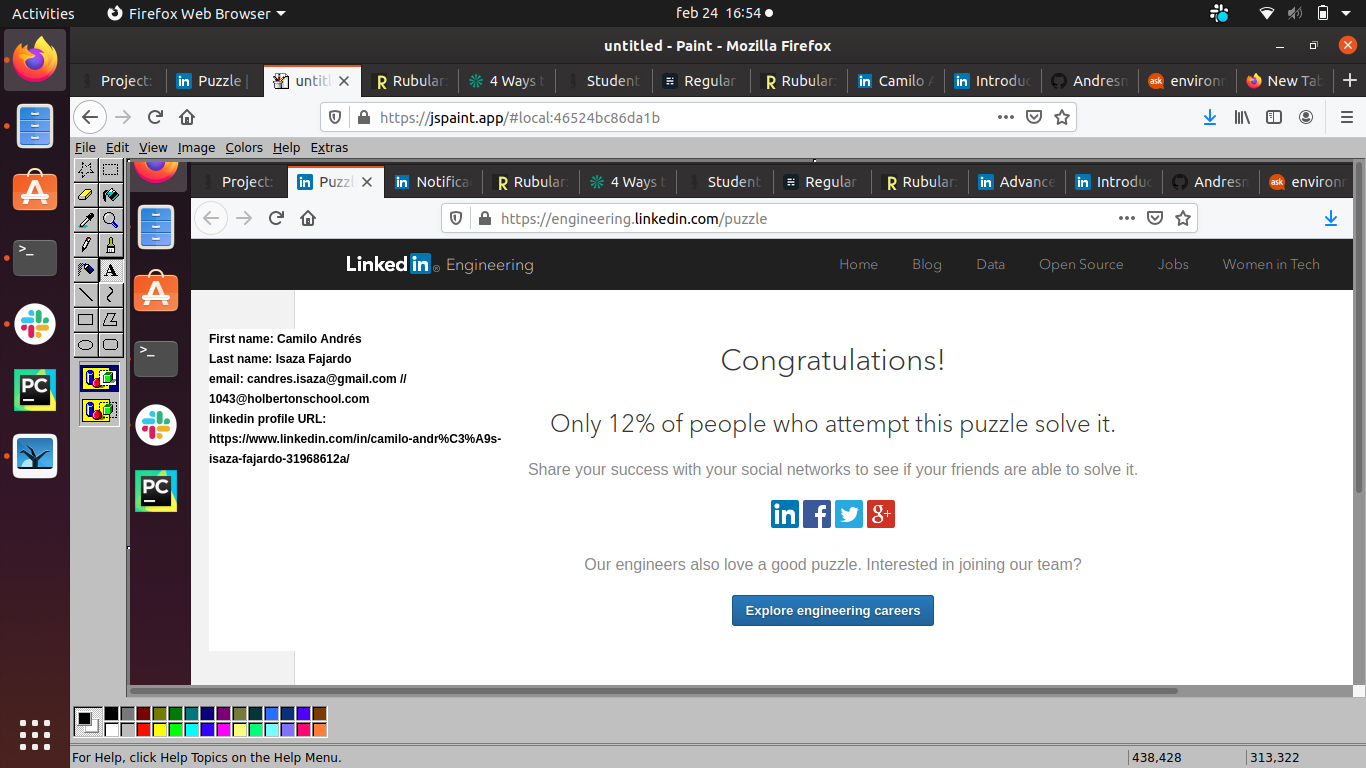 Activities Firefox Web Browser feb 24 16:54
untitled - Paint - Mozilla Firefox
Project: Puzzle | untitl Rubular: 4 Ways t Student Regular Rubular: Camilo A Introduc Andresn environm New Tab
https://jspaint.app/#local:46524bc86da1b
File Edit View Image Colors Help Extras
Project: Puzzl Notifica Rubular: 4 Ways t Student Regular Rubular: Advance Introduc Andresn environ
https://engineering.linkedin.com/puzzle
Linked in Engineering Home Blog Data Open Source Jobs Women in Tech
First name: Camilo Andrés
Last name: Isaza Fajardo
email: candres.isaza@gmail.com //
1043@holbertonschool.com
linkedin profile URL:
https://www.linkedin.com/in/camilo-andr%C3%A9s-
isaza-fajardo-31968612a/
Congratulations!
Only 12% of people who attempt this puzzle solve it.
Share your success with your social networks to see if your friends are able to solve it.
Our engineers also love a good puzzle. Interested in joining our team?
Explore engineering careers
For Help, click Help Topics on the Help Menu. 438,428 313,322